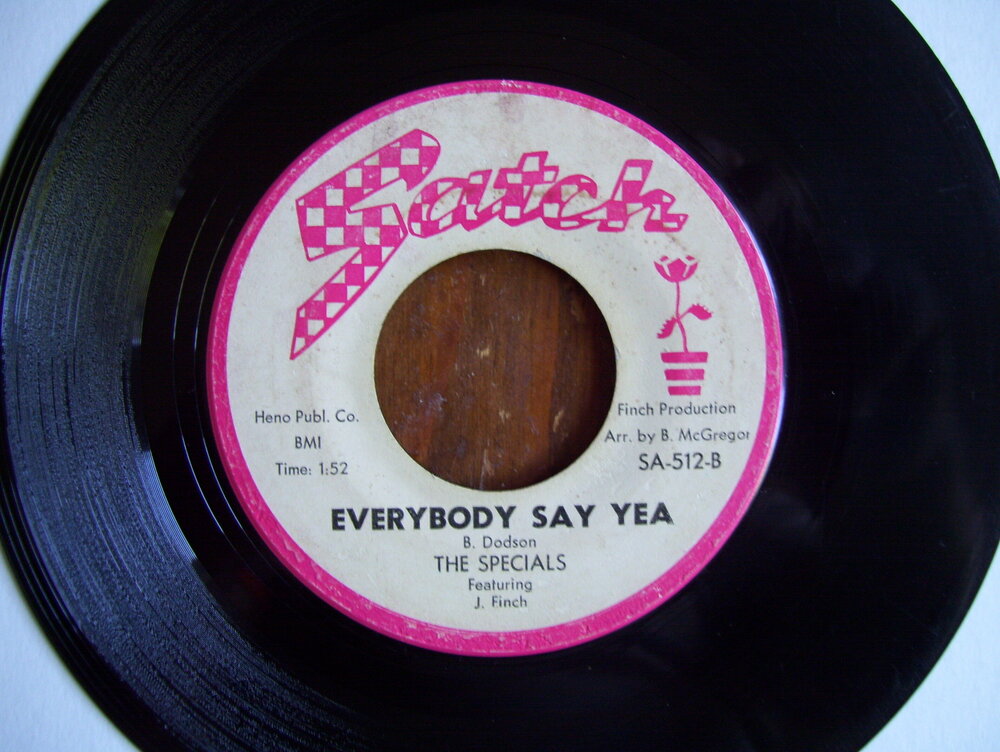 Satch
Heno Publ. Co.
BMI
Time: 1:52
Finch Production
Arr. by B. McGregor
SA-512-B
EVERYBODY SAY YEA
B. Dodson
THE SPECIALS
Featuring
J. Finch